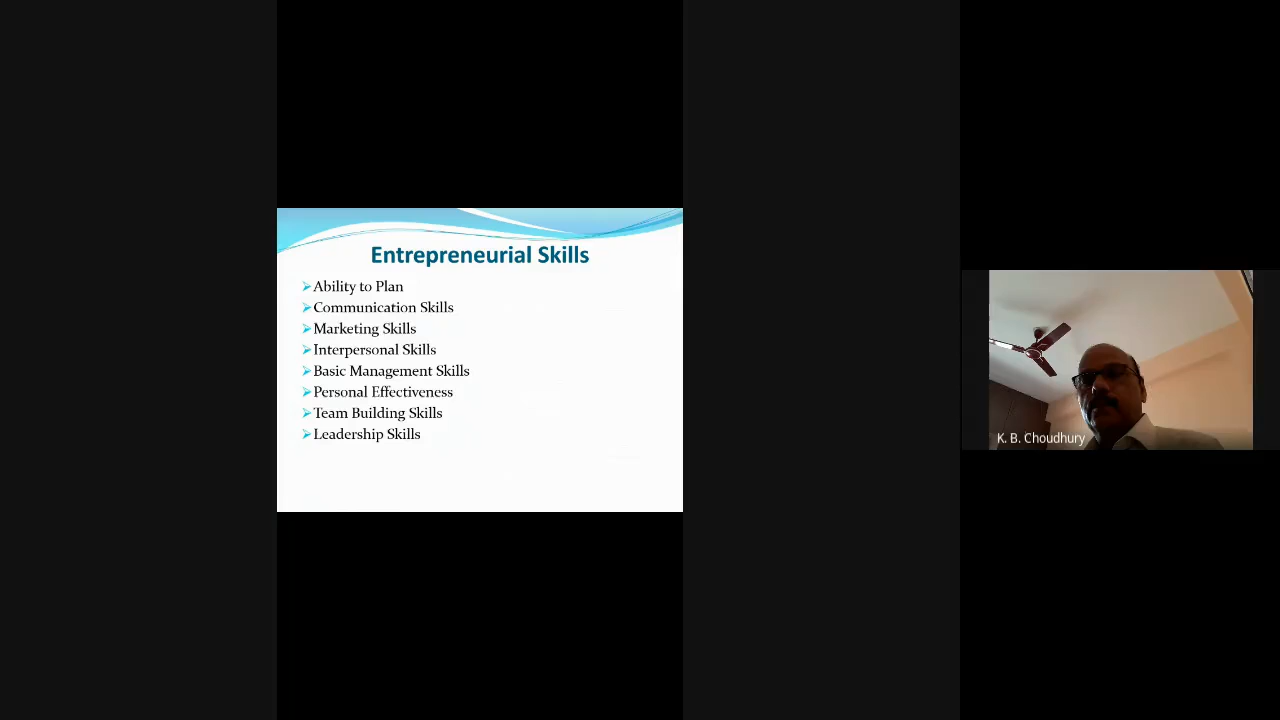 Entrepreneurial Skills
➢Ability to Plan
➢Communication Skills
➢Marketing Skills
➢Interpersonal Skills
➢Basic Management Skills
➢Personal Effectiveness
➢Team Building Skills
➢Leadership Skills
K. B. Choudhury